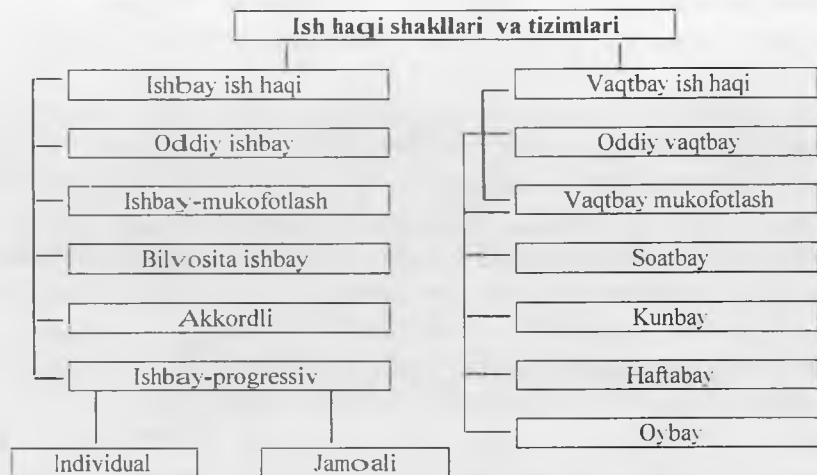 Ish haqi shakllari va tizimlari
Ishbay ish haqi
Oddiy ishbay
Ishbay-mukofotlash
Bilvosita ishbay
Akkordli
Ishbay-progressiv
Individual
Jamoali
Vaqtbay ish haqi
Oddiy vaqtbay
Vaqtbay mukofotlash
Soatbay
Kunbay
Haftabay
Oybay